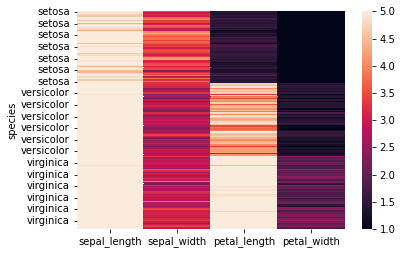 species
setosa
setosa
setosa
setosa
setosa
setosa
setosa
versicolor
versicolor
versicolor
versicolor
versicolor
versicolor
virginica
virginica
virginica
virginica
virginica
virginica
sepal_length sepal_width petal_length petal_width
5.0
4.5
4.0
3.5
3.0
2.5
2.0
1.5
1.0